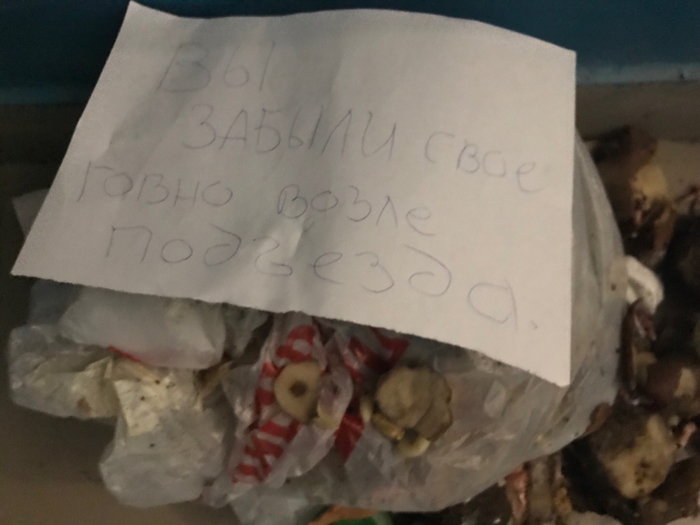 ВЫ
ЗАБЫЛИ свое
говно возле
подъезда.